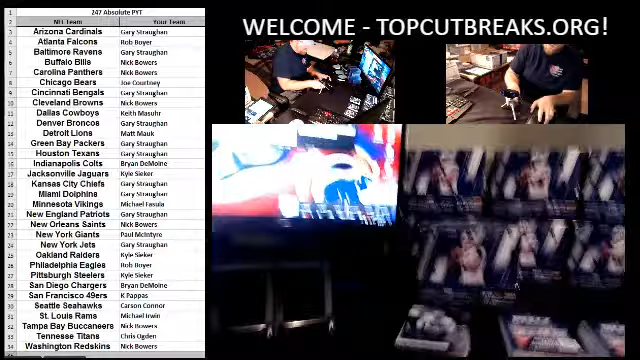 247 Absolute PYT
NFL Team Your Team
Arizona Cardinals Gary Straughan
Atlanta Falcons Rob Boyer
Baltimore Ravens Gary Straughan
Buffalo Bills Nick Bowers
Carolina Panthers Nick Bowers
Chicago Bears Joe Courtney
Cincinnati Bengals Gary Straughan
Cleveland Browns Nick Bowers
Dallas Cowboys Keith Masuhr
Denver Broncos Gary Straughan
Detroit Lions Matt Mauk
Green Bay Packers Gary Straughan
Houston Texans Gary Straughan
Indianapolis Colts Bryan DeMoine
Jacksonville Jaguars Kyle Sieker
Kansas City Chiefs Gary Straughan
Miami Dolphins Gary Straughan
Minnesota Vikings Michael Fasula
New England Patriots Gary Straughan
New Orleans Saints Nick Bowers
New York Giants Paul McIntyre
New York Jets Gary Straughan
Oakland Raiders Kyle Sieker
Philadelphia Eagles Rob Boyer
Pittsburgh Steelers Kyle Sieker
San Diego Chargers Bryan DeMoine
San Francisco 49ers K Pappas
Seattle Seahawks Carson Connor
St. Louis Rams Michael Irwin
Tampa Bay Buccaneers Nick Bowers
Tennesse Titans Chris Ogden
Washington Redskins Nick Bowers
WELCOME - TOPCUTBREAKS.ORG!